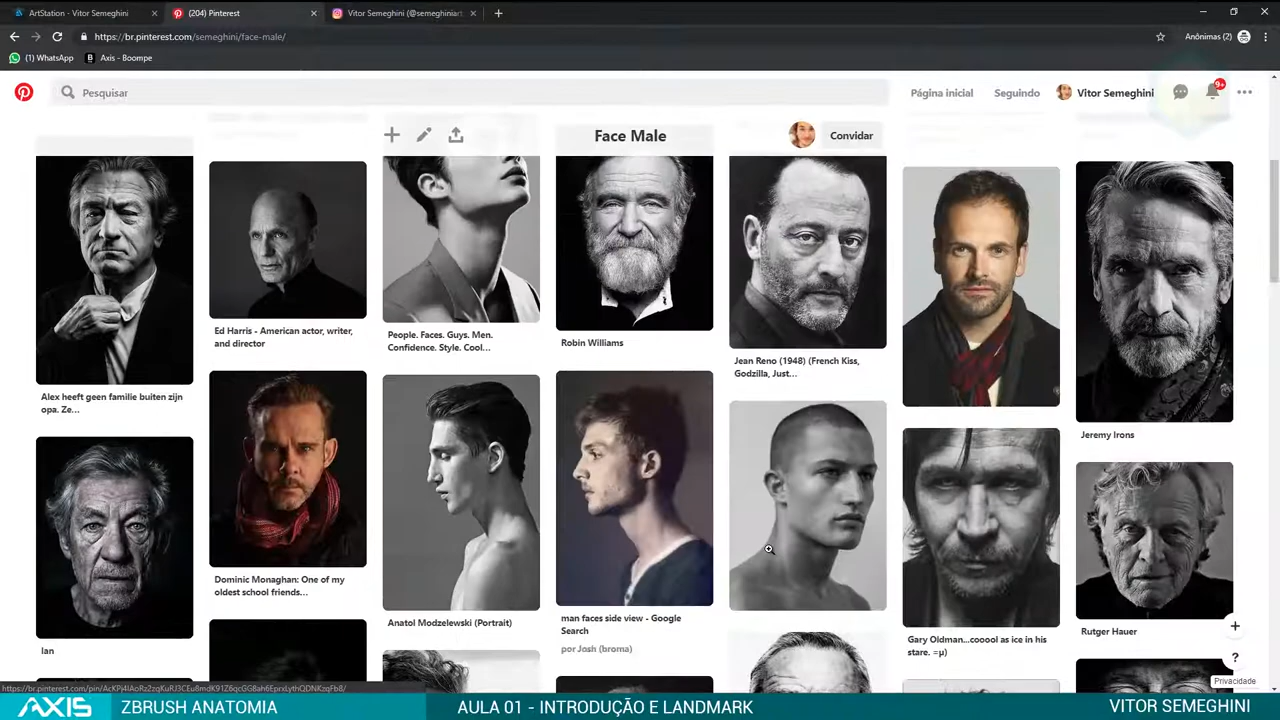 ArtStation - Vitor Semeghini
(204) Pinterest
Vitor Semeghini (@semeghiniart
https://br.pinterest.com/semeghini/face-male/
Anônimas (2)
(1) WhatsApp
Axis - Boompe
Pesquisar
Página inicial
Seguindo
Vitor Semeghini
9+
Face Male
Convidar
Alex heeft geen familie buiten zijn
opa. Ze...
Ian
Ed Harris - American actor, writer,
and director
Dominic Monaghan: One of my
oldest school friends...
People. Faces. Guys. Men.
Confidence. Style. Cool...
Anatol Modzelewski (Portrait)
Robin Williams
man faces side view - Google
Search
por Josh (broma)
Jean Reno (1948) (French Kiss,
Godzilla, Just...
Gary Oldman...cooool as ice in his
stare. =µ)
Jeremy Irons
Rutger Hauer
?
Privacidade
AXIS
ZBRUSH ANATOMIA
AULA 01 - INTRODUÇÃO E LANDMARK
VITOR SEMEGHINI